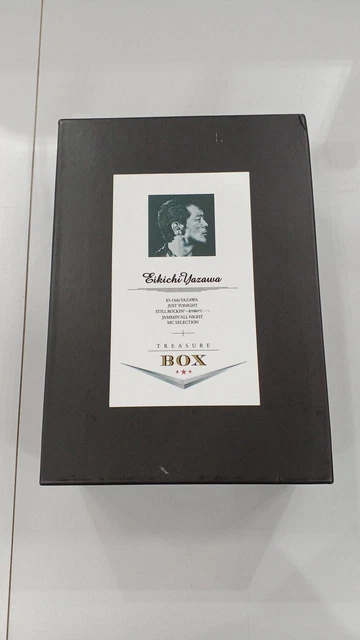 Eikichi Yazawa
It's Only YAZAWA
JUST TONIGHT
STILL ROCKIN'
JAMMIN' ALL NIGHT
MC SELECTION
TREASURE
BOX